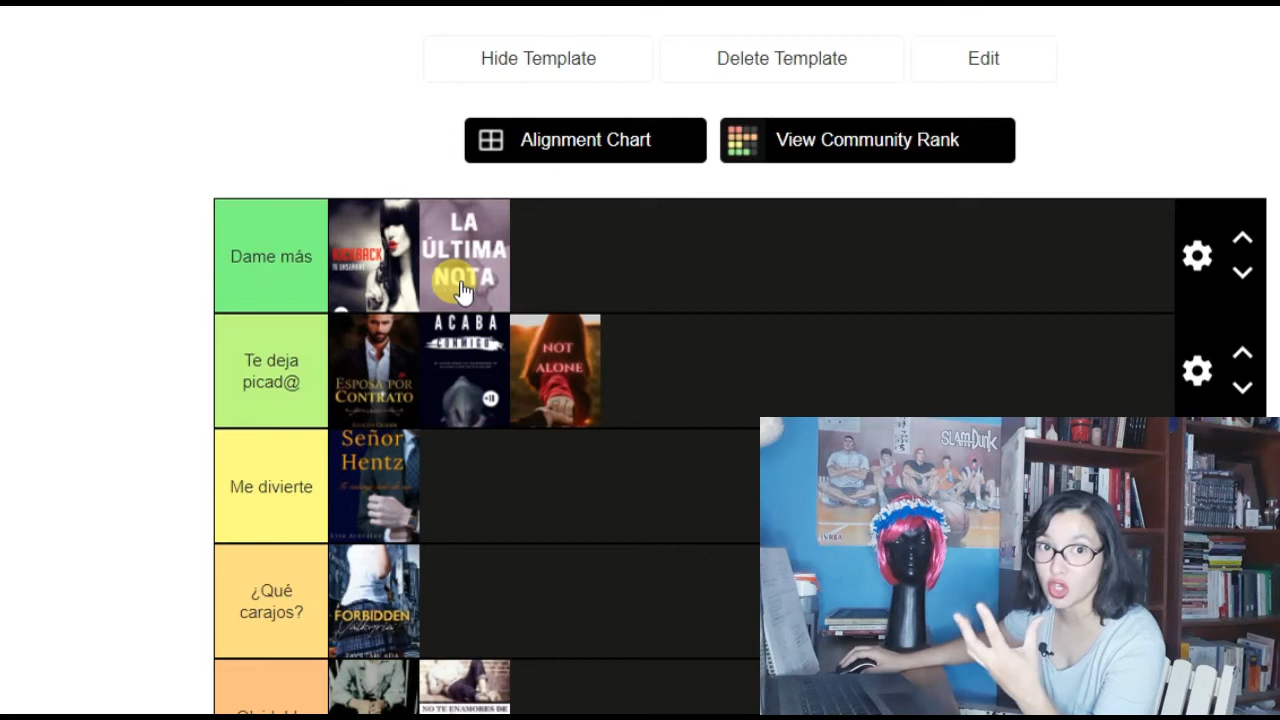 Hide Template
Delete Template
Edit
Alignment Chart
View Community Rank
Dame más
LA
ÚLTIMA
NOTA
Te deja
picad@
ESPOSA POR
CONTRATO
ACABA
CONMIGO
NOT
ALONE
Me divierte
Señor
Hentz
¿Qué
carajos?
FORBIDDEN
Valkyria
NO TE ENAMORES DE
SLAM DUNK
IVREA